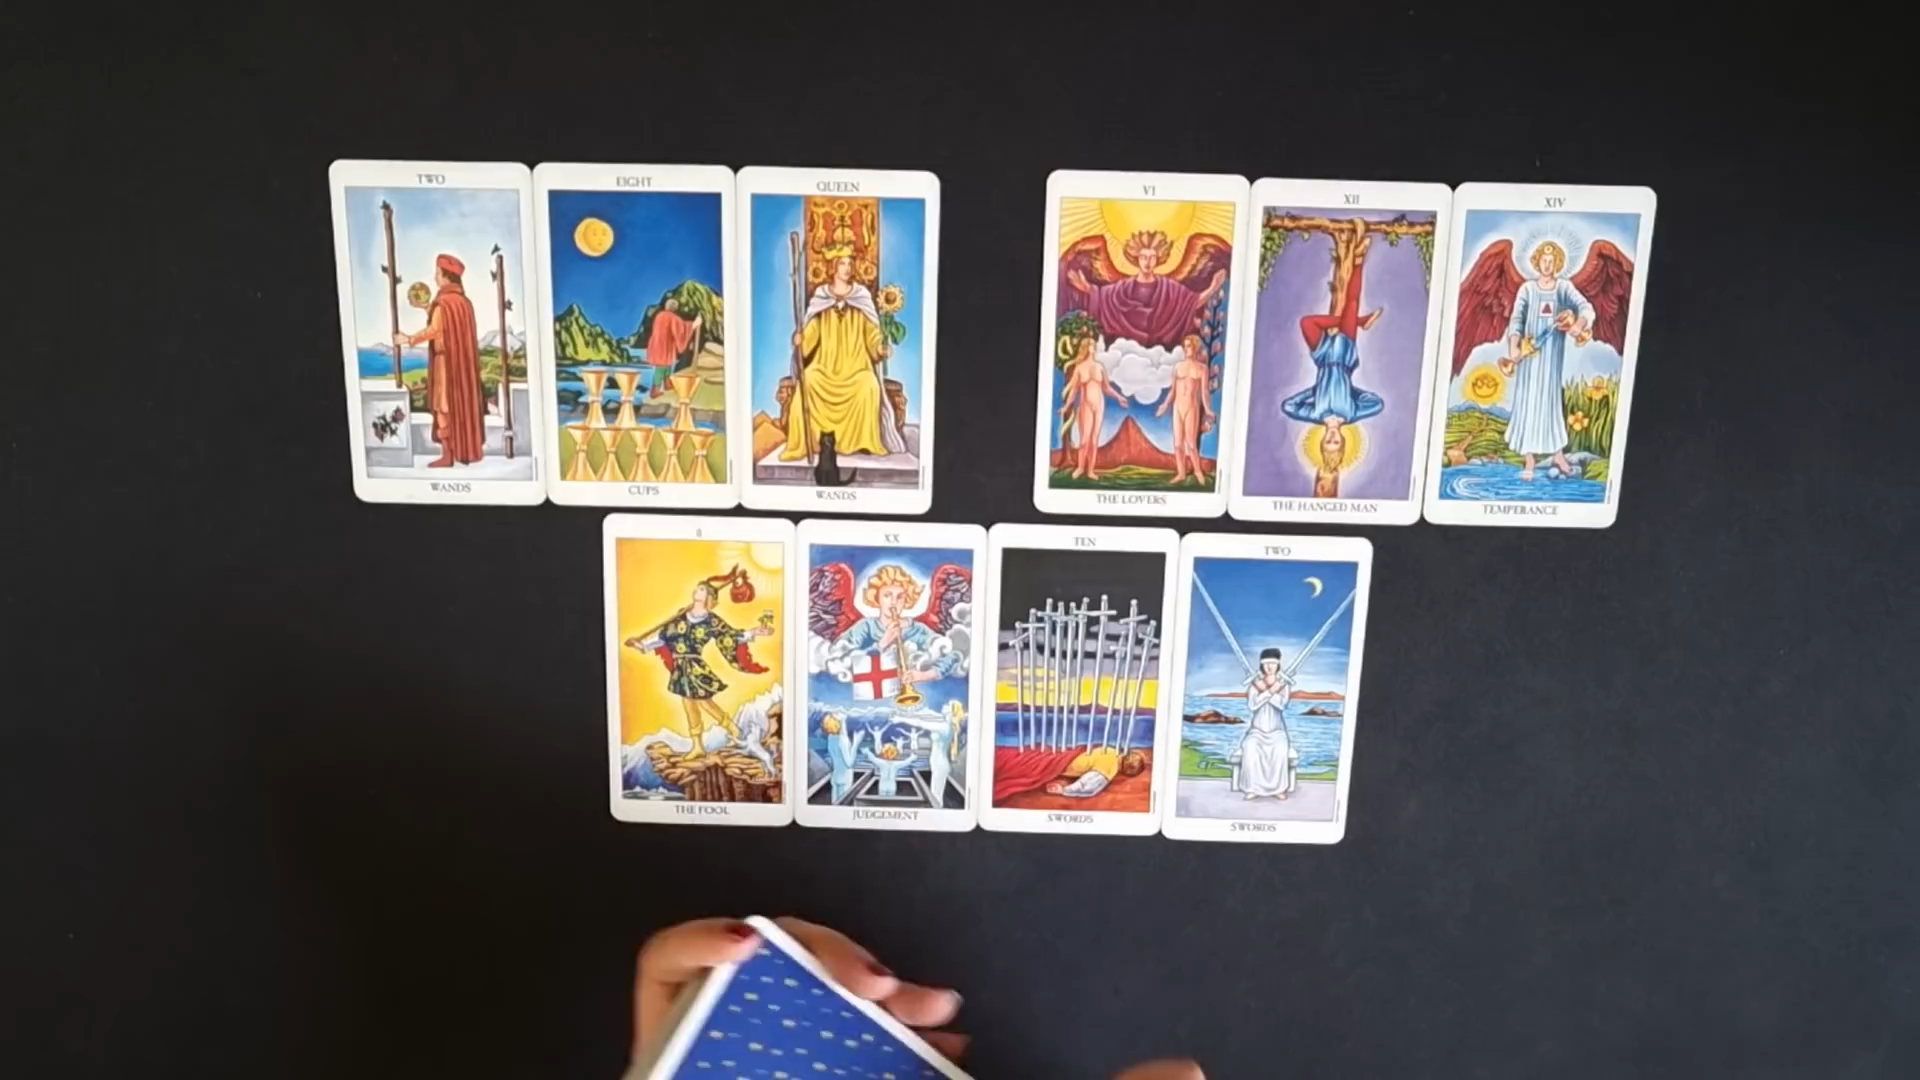 TWO
WANDS
EIGHT
CUPS
QUEEN
WANDS
VI
THE LOVERS
XII
THE HANGED MAN
XIV
TEMPERANCE
THE FOOL
XX
JUDGEMENT
TEN
SWORDS
TWO
SWORDS